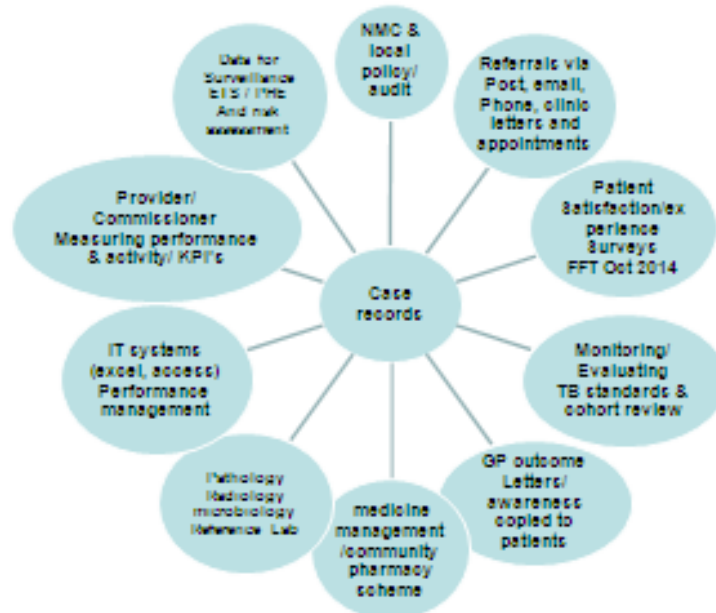 NMC &
local
policy/
audit
Referrals via
Post, email,
Phone, clinic
letters and
appointments
Patient
Satisfaction/ex
perience
Surveys
FFT Oct 2014
Monitoring/
Evaluating
TB standards &
cohort review
GP outcome
Letters/
awareness
copied to
patients
medicine
management
/community
pharmacy
scheme
Pathology
Radiology
microbiology
Reference Lab
IT systems
(excel, access)
Performance
management
Provider/
Commissioner
Measuring performance
& activity/ KPI's
Data for
Surveillance
ETS / PHE
And risk
assessment
Case
records